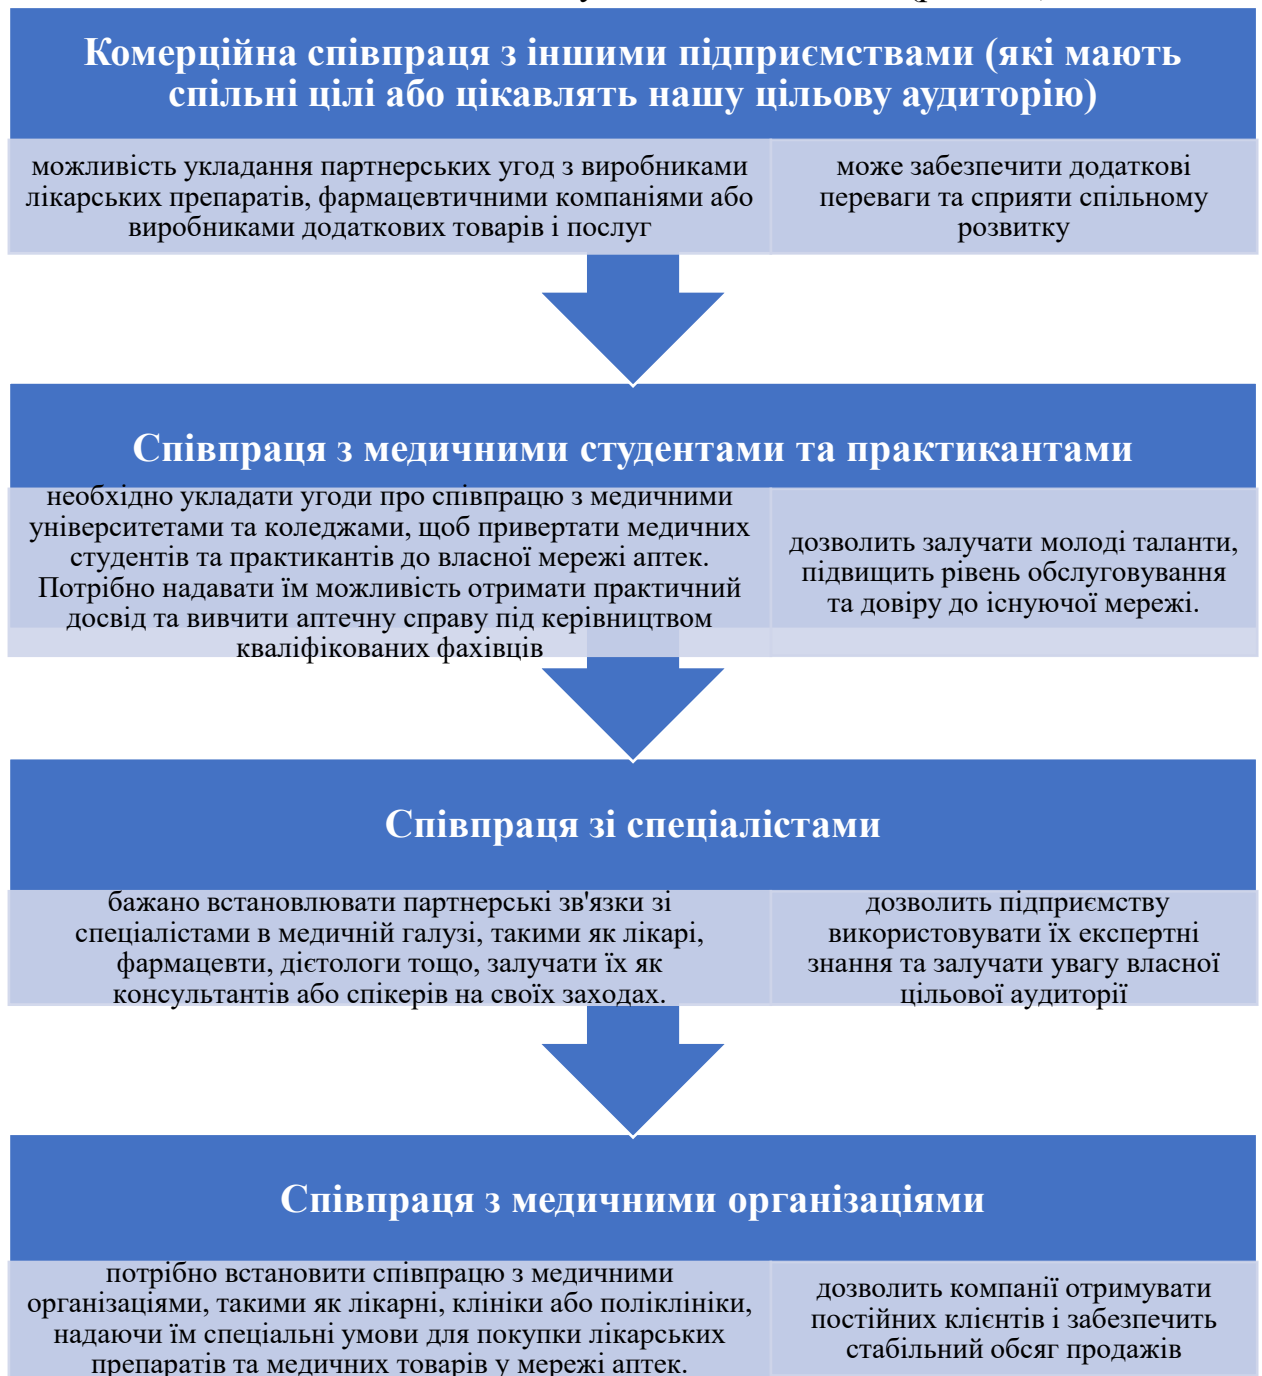 Комерційна співпраця з іншими підприємствами (які мають
спільні цілі або цікавлять нашу цільову аудиторію)
можливість укладання партнерських угод з виробниками
лікарських препаратів, фармацевтичними компаніями або
виробниками додаткових товарів і послуг
може забезпечити додаткові
переваги та сприяти спільному
розвитку
Співпраця з медичними студентами та практикантами
необхідно укладати угоди про співпрацю з медичними
університетами та коледжами, щоб привертати медичних
студентів та практикантів до власної мережі аптек.
Потрібно надавати їм можливість отримати практичний
досвід та вивчити аптечну справу під керівництвом
кваліфікованих фахівців
дозволить залучати молоді таланти,
підвищить рівень обслуговування
та довіру до існуючої мережі.
Співпраця зі спеціалістами
бажано встановлювати партнерські зв'язки зі
спеціалістами в медичній галузі, такими як лікарі,
фармацевти, дієтологи тощо, залучати їх як
консультантів або спікерів на своїх заходах.
дозволить підприємству
використовувати їх експертні
знання та залучати увагу власної
цільової аудиторії
Співпраця з медичними організаціями
потрібно встановити співпрацю з медичними
організаціями, такими як лікарні, клініки або поліклініки,
надаючи їм спеціальні умови для покупки лікарських
препаратів та медичних товарів у мережі аптек.
дозволить компанії отримувати
постійних клієнтів і забезпечить
стабільний обсяг продажів